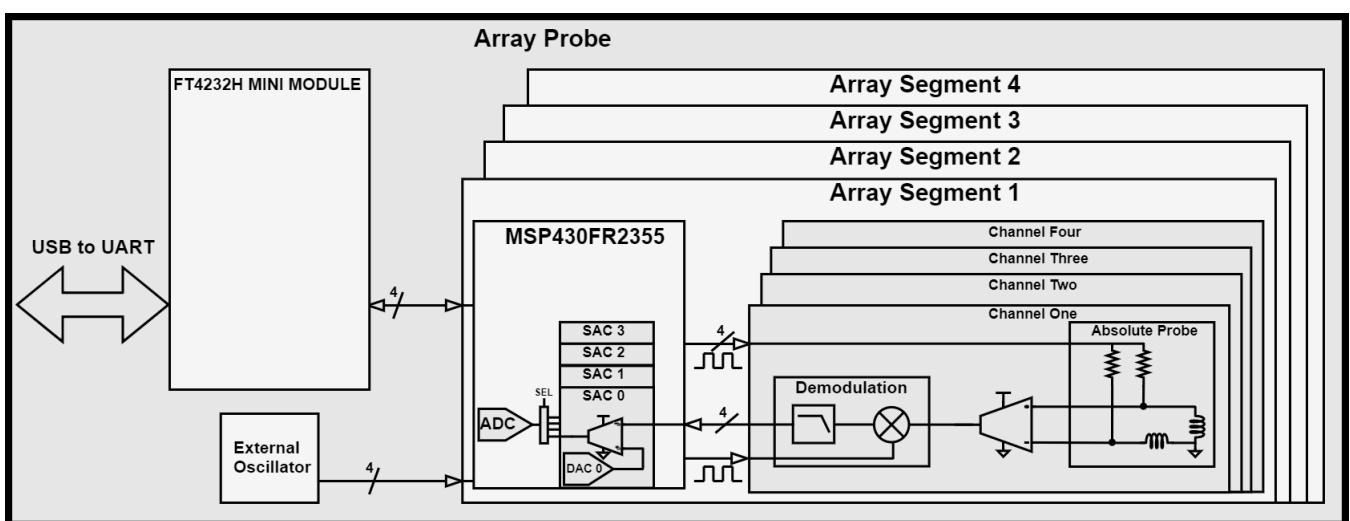 Array Probe
FT4232H MINI MODULE
Array Segment 4
Array Segment 3
Array Segment 2
Array Segment 1
USB to UART
4
MSP430FR2355
Channel Four
Channel Three
Channel Two
Channel One
Absolute Probe
4
SAC 3
SAC 2
SAC 1
SAC 0
SEL
ADC
DAC 0
4
Demodulation
External
Oscillator
4